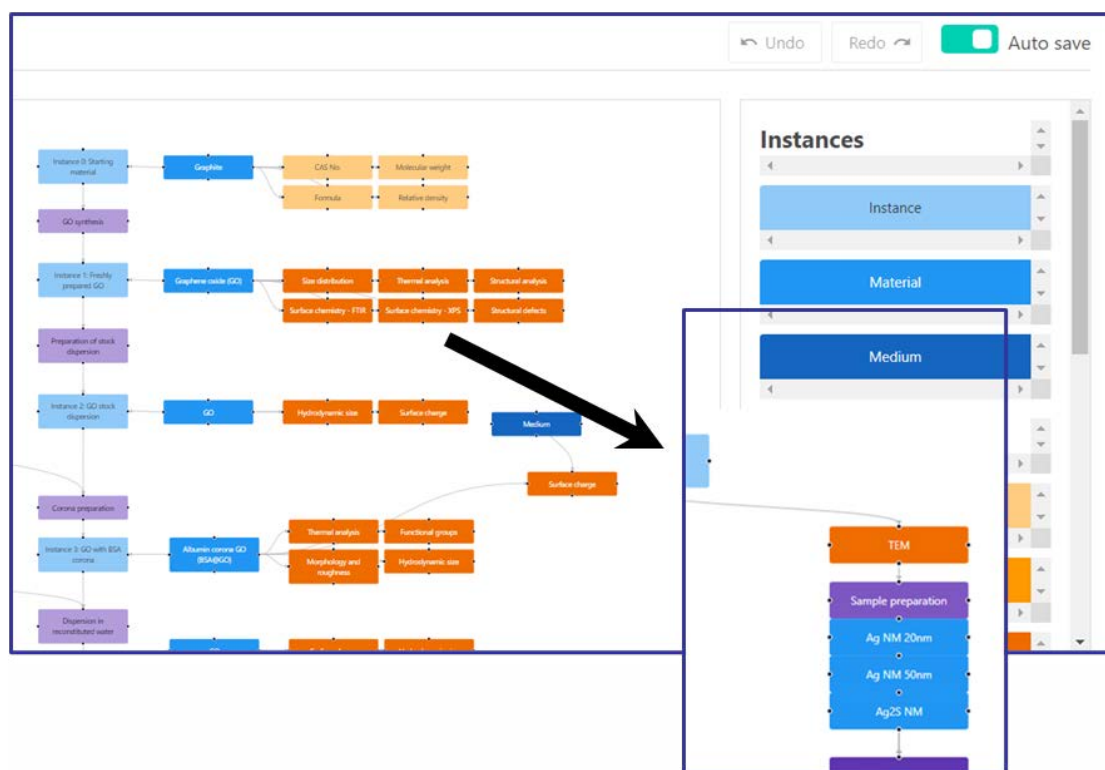 Undo
Redo
Auto save
Instances
Instance
Material
Medium
Instance 0: Starting
material
Graphite
CAS No
Molecular weight
Formula
Relative density
GO synthesis
Instance 1: Freshly
prepared GO
Graphene oxide (GO)
Size distribution
Thermal analysis
Structural analysis
Surface chemistry - FTIR
Surface chemistry - XPS
Structural defects
Preparation of stock
dispersion
Instance 2: GO stock
dispersion
GO
Hydrodynamic size
Surface charge
Medium
Surface charge
Corona preparation
Instance 3: GO with BSA
corona
Albumin corona GO
(BSA@GO)
Thermal analysis
Functional groups
Morphology and
roughness
Hydrodynamic size
Dispersion in
reconstituted water
TEM
Sample preparation
Ag NM 20nm
Ag NM 50nm
Ag2S NM